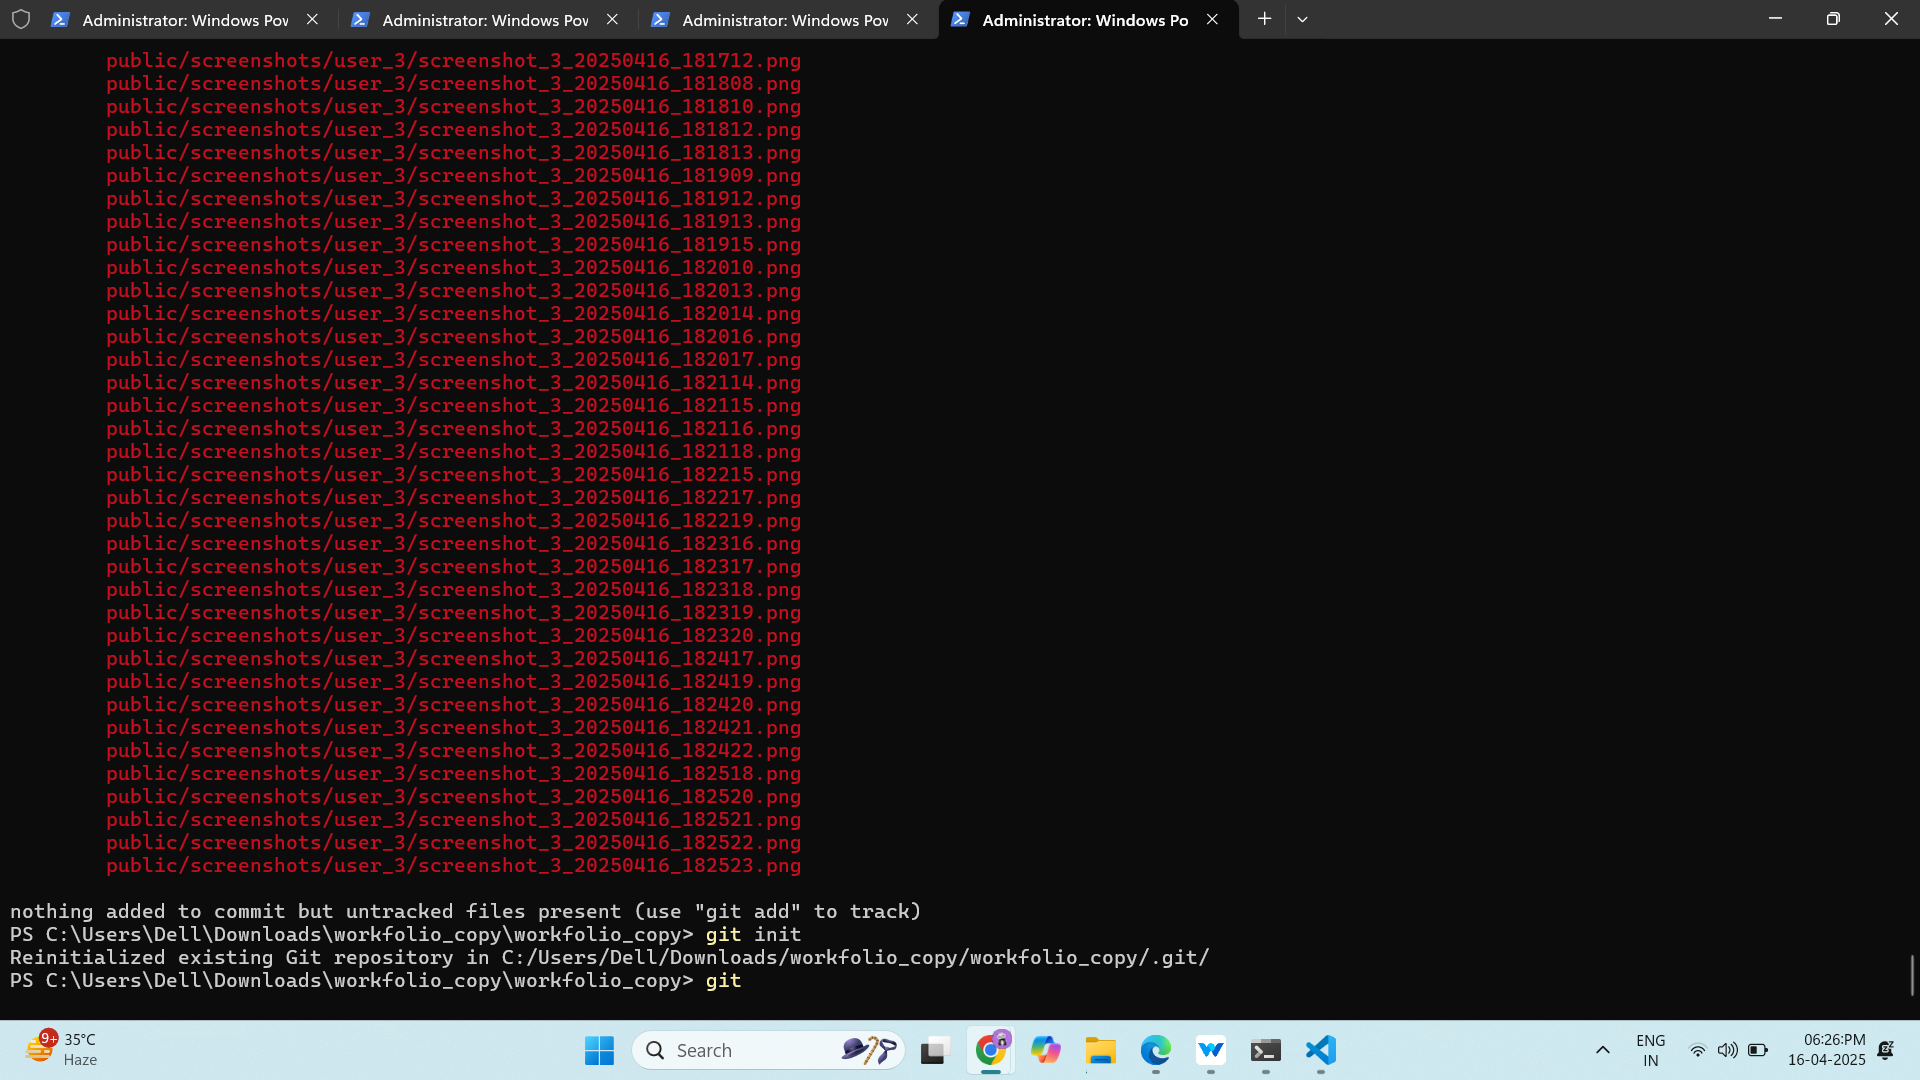 Administrator: Windows Pov
Administrator: Windows Pov
Administrator: Windows Pov
Administrator: Windows Po
public/screenshots/user_3/screenshot_3_20250416_181712.png
public/screenshots/user_3/screenshot_3_20250416_181808.png
public/screenshots/user_3/screenshot_3_20250416_181810.png
public/screenshots/user_3/screenshot_3_20250416_181812.png
public/screenshots/user_3/screenshot_3_20250416_181813.png
public/screenshots/user_3/screenshot_3_20250416_181909.png
public/screenshots/user_3/screenshot_3_20250416_181912.png
public/screenshots/user_3/screenshot_3_20250416_181913.png
public/screenshots/user_3/screenshot_3_20250416_181915.png
public/screenshots/user_3/screenshot_3_20250416_182010.png
public/screenshots/user_3/screenshot_3_20250416_182013.png
public/screenshots/user_3/screenshot_3_20250416_182014.png
public/screenshots/user_3/screenshot_3_20250416_182016.png
public/screenshots/user_3/screenshot_3_20250416_182017.png
public/screenshots/user_3/screenshot_3_20250416_182114.png
public/screenshots/user_3/screenshot_3_20250416_182115.png
public/screenshots/user_3/screenshot_3_20250416_182116.png
public/screenshots/user_3/screenshot_3_20250416_182118.png
public/screenshots/user_3/screenshot_3_20250416_182215.png
public/screenshots/user_3/screenshot_3_20250416_182217.png
public/screenshots/user_3/screenshot_3_20250416_182219.png
public/screenshots/user_3/screenshot_3_20250416_182316.png
public/screenshots/user_3/screenshot_3_20250416_182317.png
public/screenshots/user_3/screenshot_3_20250416_182318.png
public/screenshots/user_3/screenshot_3_20250416_182319.png
public/screenshots/user_3/screenshot_3_20250416_182320.png
public/screenshots/user_3/screenshot_3_20250416_182417.png
public/screenshots/user_3/screenshot_3_20250416_182419.png
public/screenshots/user_3/screenshot_3_20250416_182420.png
public/screenshots/user_3/screenshot_3_20250416_182421.png
public/screenshots/user_3/screenshot_3_20250416_182422.png
public/screenshots/user_3/screenshot_3_20250416_182518.png
public/screenshots/user_3/screenshot_3_20250416_182520.png
public/screenshots/user_3/screenshot_3_20250416_182521.png
public/screenshots/user_3/screenshot_3_20250416_182522.png
public/screenshots/user_3/screenshot_3_20250416_182523.png
nothing added to commit but untracked files present (use "git add" to track)
PS C:\Users\Dell\Downloads\workfolio_copy\workfolio_copy> git init
Reinitialized existing Git repository in C:/Users/Dell/Downloads/workfolio_copy/workfolio_copy/.git/
PS C:\Users\Dell\Downloads\workfolio_copy\workfolio_copy> git
9+
35°C
Haze
Search
ENG
IN
06:26:PM
16-04-2025